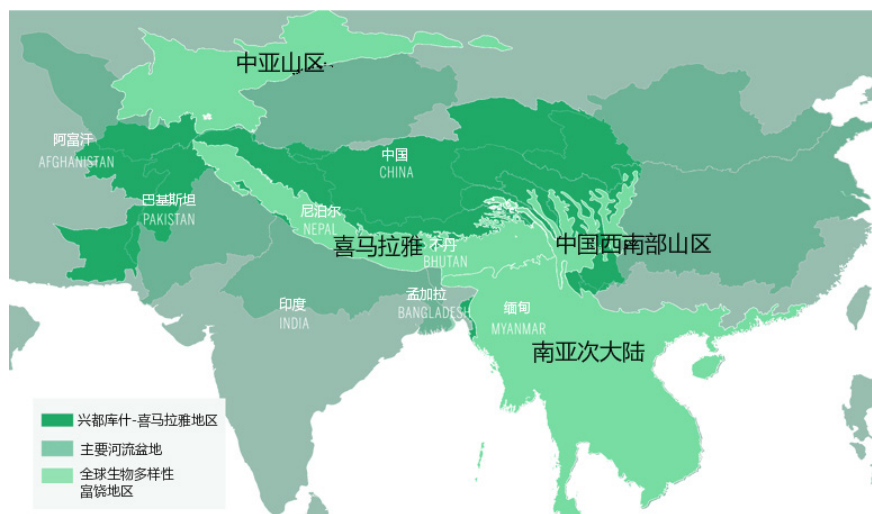 中亚山区
阿富汗
AFGHANISTAN
中国
CHINA
巴基斯坦
PAKISTAN
尼泊尔
NEPAL
喜马拉雅
不丹
BHUTAN
中国西南部山区
印度
INDIA
孟加拉
BANGLADESH
缅甸
MYANMAR
南亚次大陆
兴都库什-喜马拉雅地区
主要河流盆地
全球生物多样性
富饶地区